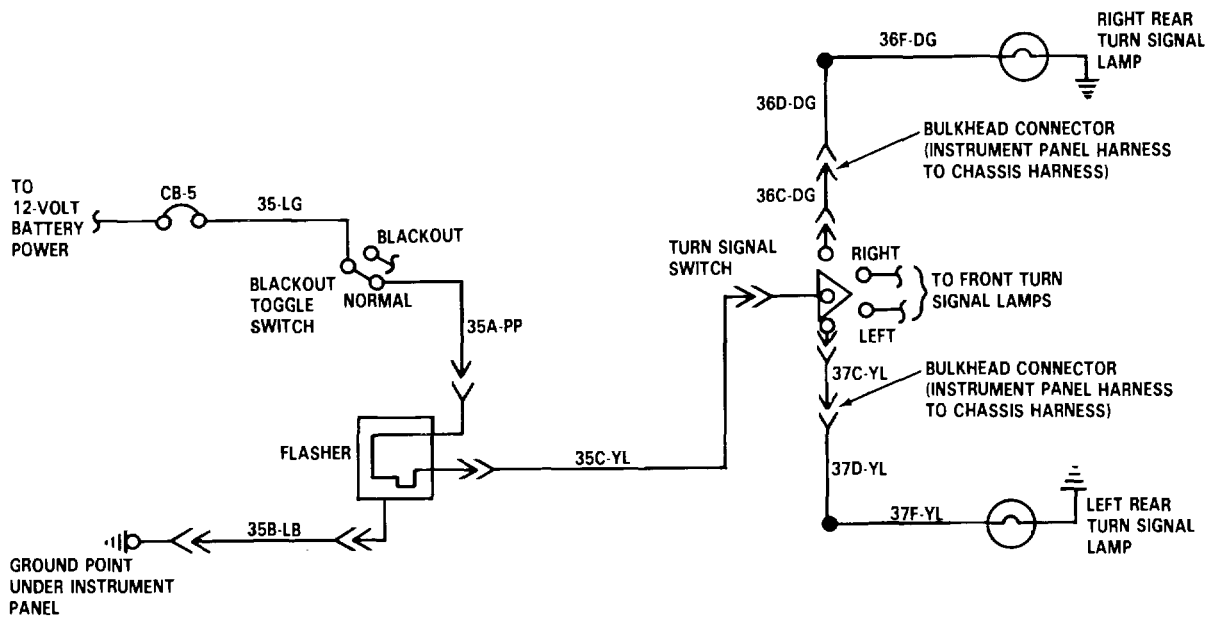 RIGHT REAR
TURN SIGNAL
LAMP
36F-DG
36D-DG
BULKHEAD CONNECTOR
(INSTRUMENT PANEL HARNESS
TO CHASSIS HARNESS)
36C-DG
TO
12-VOLT
BATTERY
POWER
CB-5
35-LG
BLACKOUT
BLACKOUT
TOGGLE
SWITCH
NORMAL
35A-PP
TURN SIGNAL
SWITCH
RIGHT
LEFT
TO FRONT TURN
SIGNAL LAMPS
37C-YL
BULKHEAD CONNECTOR
(INSTRUMENT PANEL HARNESS
TO CHASSIS HARNESS)
FLASHER
35C-YL
37D-YL
37F-YL
LEFT REAR
TURN SIGNAL
LAMP
35B-LB
GROUND POINT
UNDER INSTRUMENT
PANEL